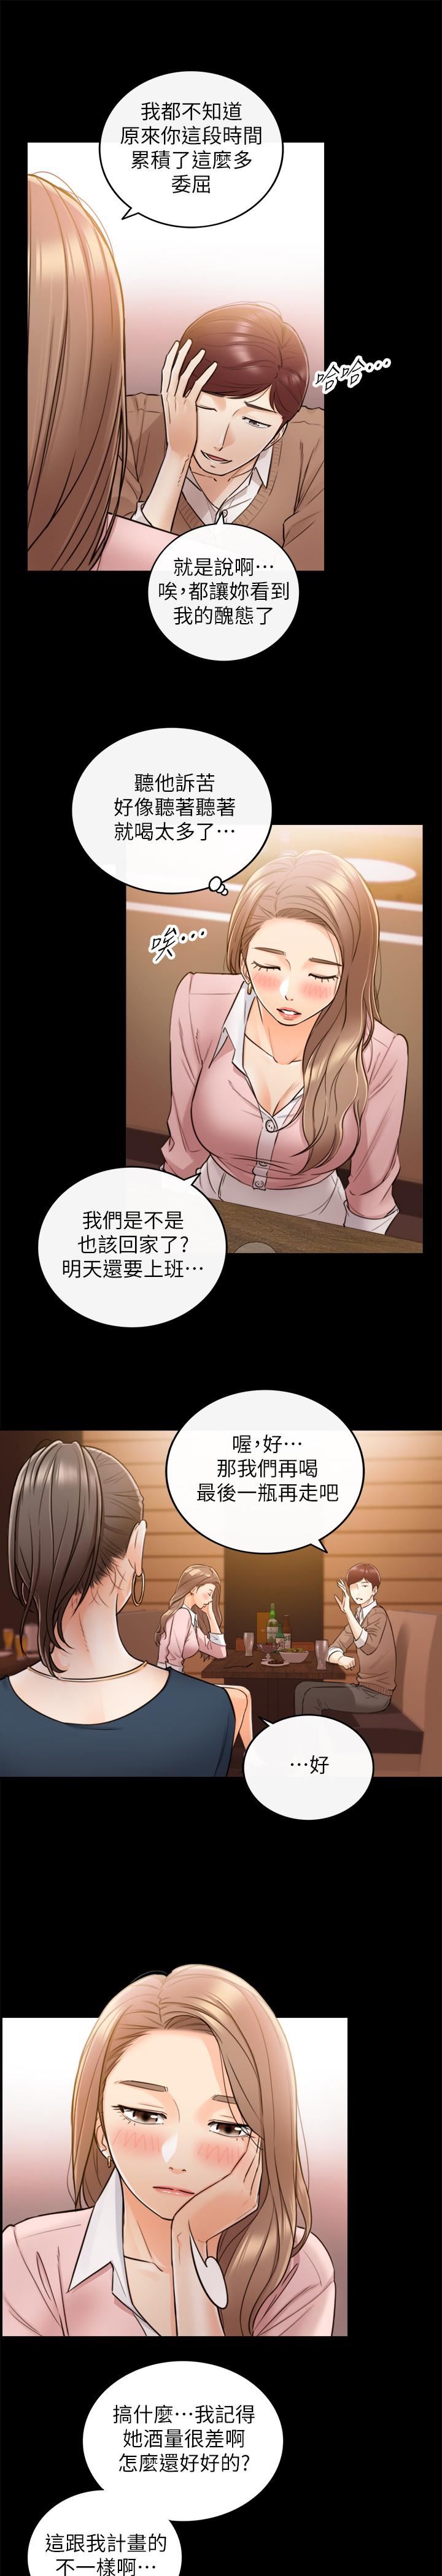 我都不知道
原來你這段時間
累積了這麼多
委屈
哈哈⋯
就是說啊⋯
唉，都讓妳看到
我的醜態了
聽他訴苦
好像聽著聽著
就喝太多了⋯
唉⋯
我們是不是
也該回家了?
明天還要上班⋯
喔，好⋯
那我們再喝
最後一瓶再走吧
⋯好
搞什麼⋯我記得
她酒量很差啊
怎麼還好好的?
這跟我計畫的
不一樣啊⋯